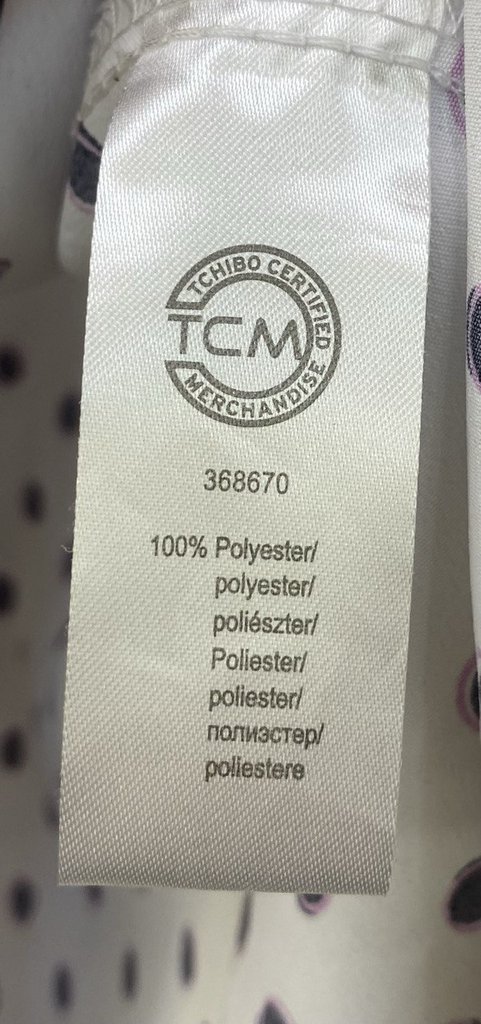 TCHIBO CERTIFIED
TCM
MERCHANDISE
368670
100% Polyester/
polyester/
poliészter/
Poliester/
poliester/
полиэстер/
poliestere